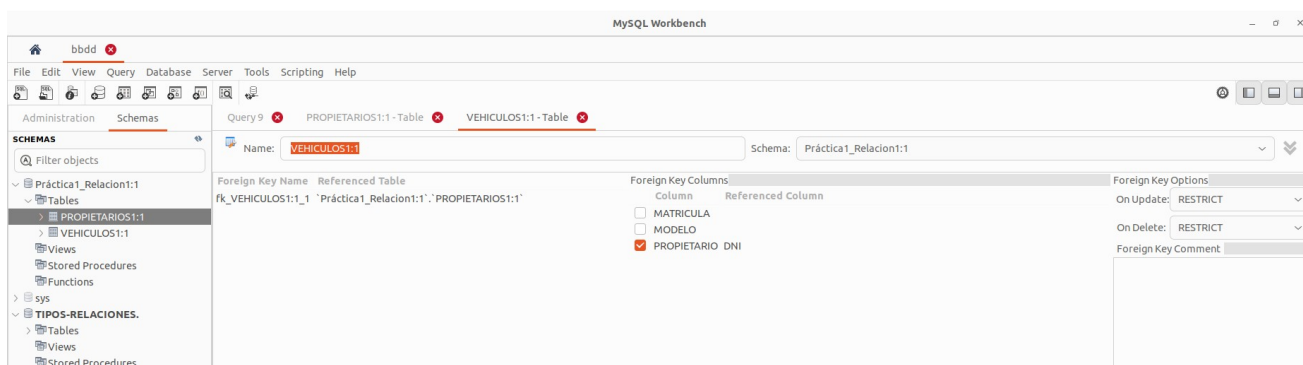 MySQL Workbench
bbdd
File Edit View Query Database Server Tools Scripting Help
Administration Schemas
Query 9 PROPIETARIOS1:1 - Table VEHICULOS1:1 - Table
SCHEMAS
Filter objects
Name: VEHICULOS1:1 Schema: Práctica1_Relacion1:1
Práctica1_Relacion1:1
Tables
PROPIETARIOS1:1
VEHICULOS1:1
Views
Stored Procedures
Functions
sys
TIPOS-RELACIONES.
Tables
Views
Stored Procedures
Foreign Key Name Referenced Table
fk_VEHICULOS1:1_1 `Práctica1_Relacion1:1`.`PROPIETARIOS1:1`
Foreign Key Columns
Column Referenced Column
MATRICULA
MODELO
PROPIETARIO DNI
Foreign Key Options
On Update: RESTRICT
On Delete: RESTRICT
Foreign Key Comment